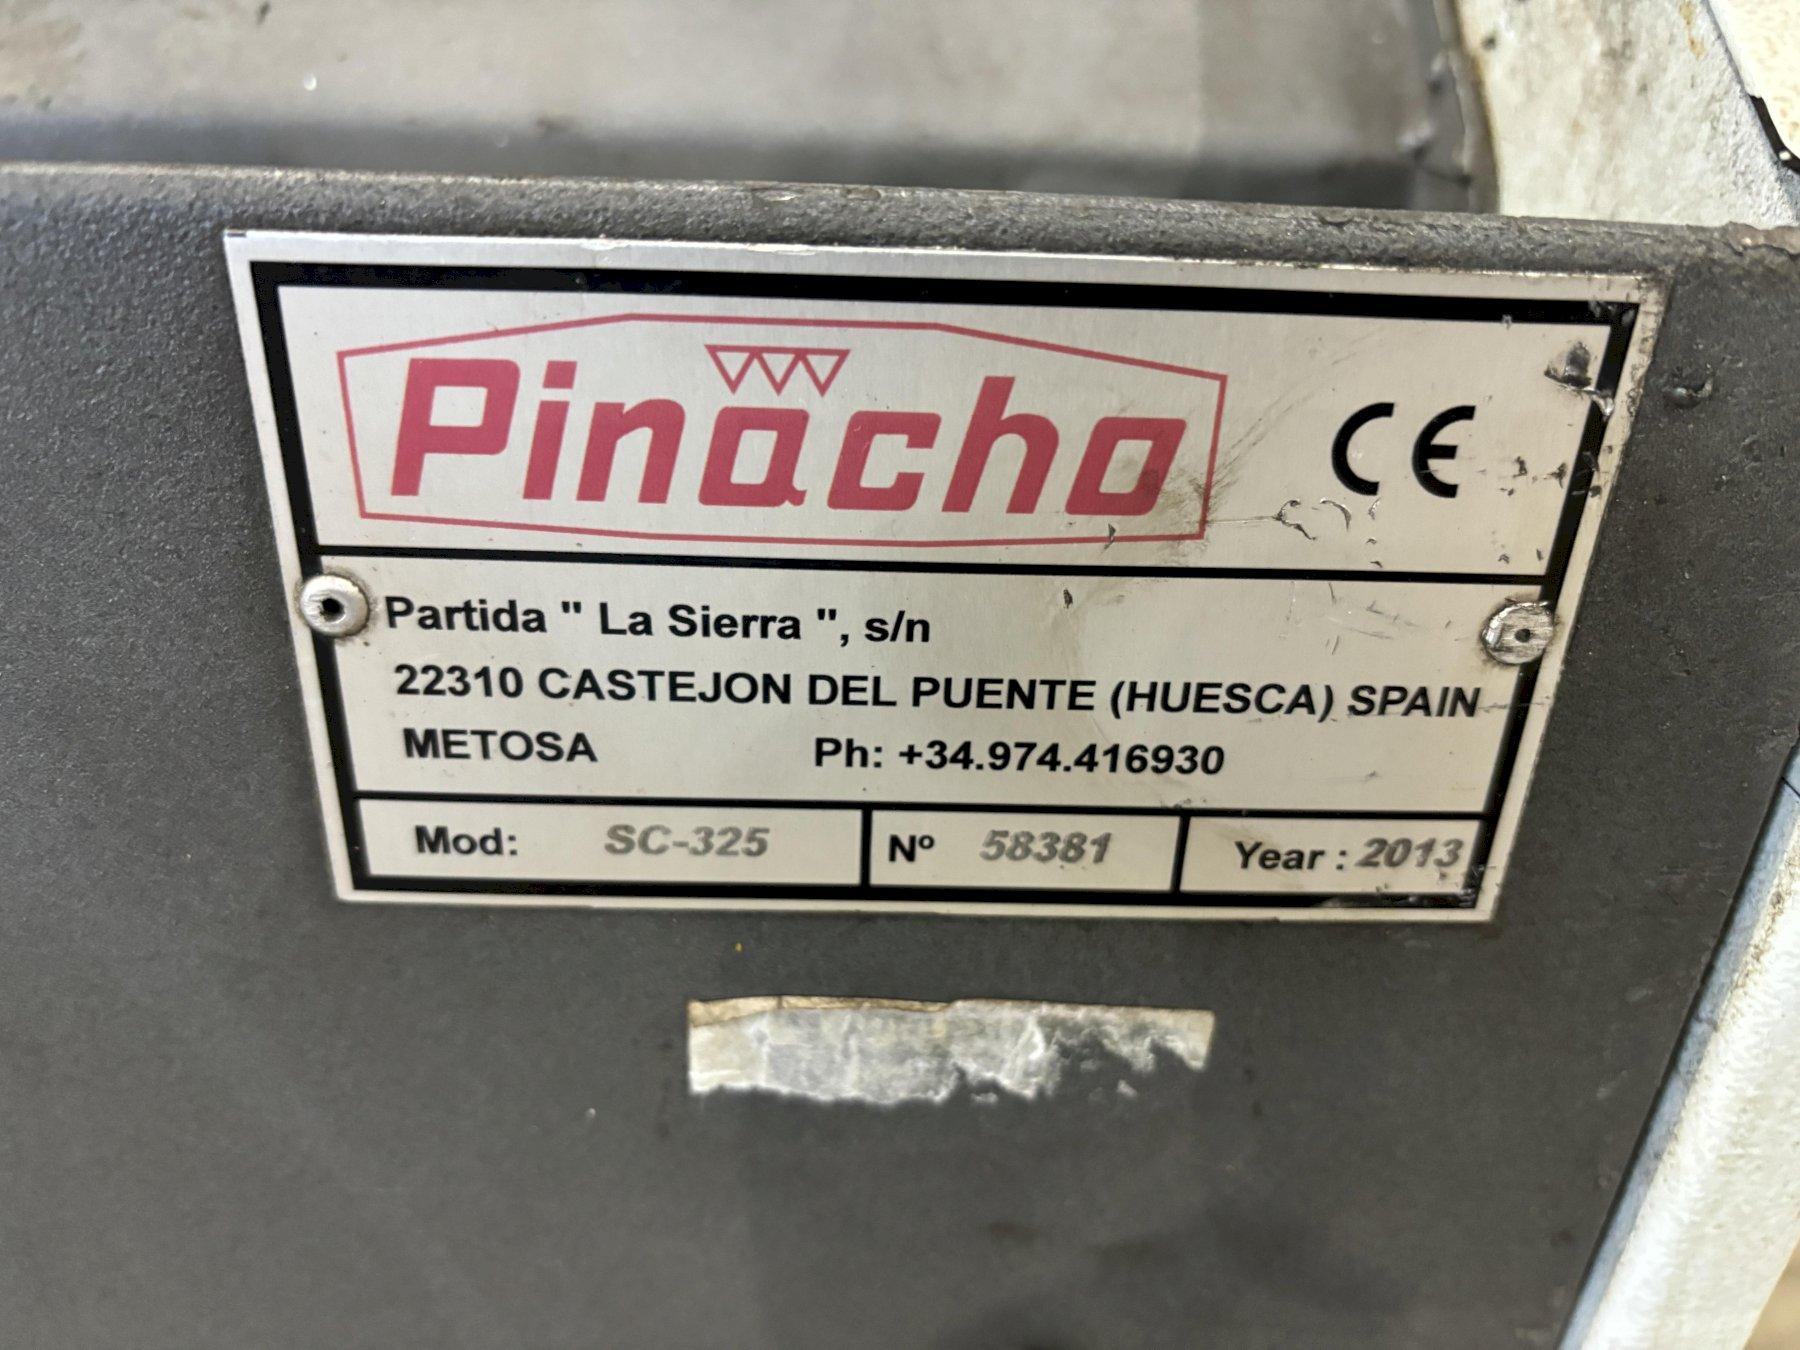 Pinacho CE
Partida " La Sierra ", s/n
22310 CASTEJON DEL PUENTE (HUESCA) SPAIN
METOSA Ph: +34.974.416930
Mod: SC-325 Nº 58381 Year : 2013